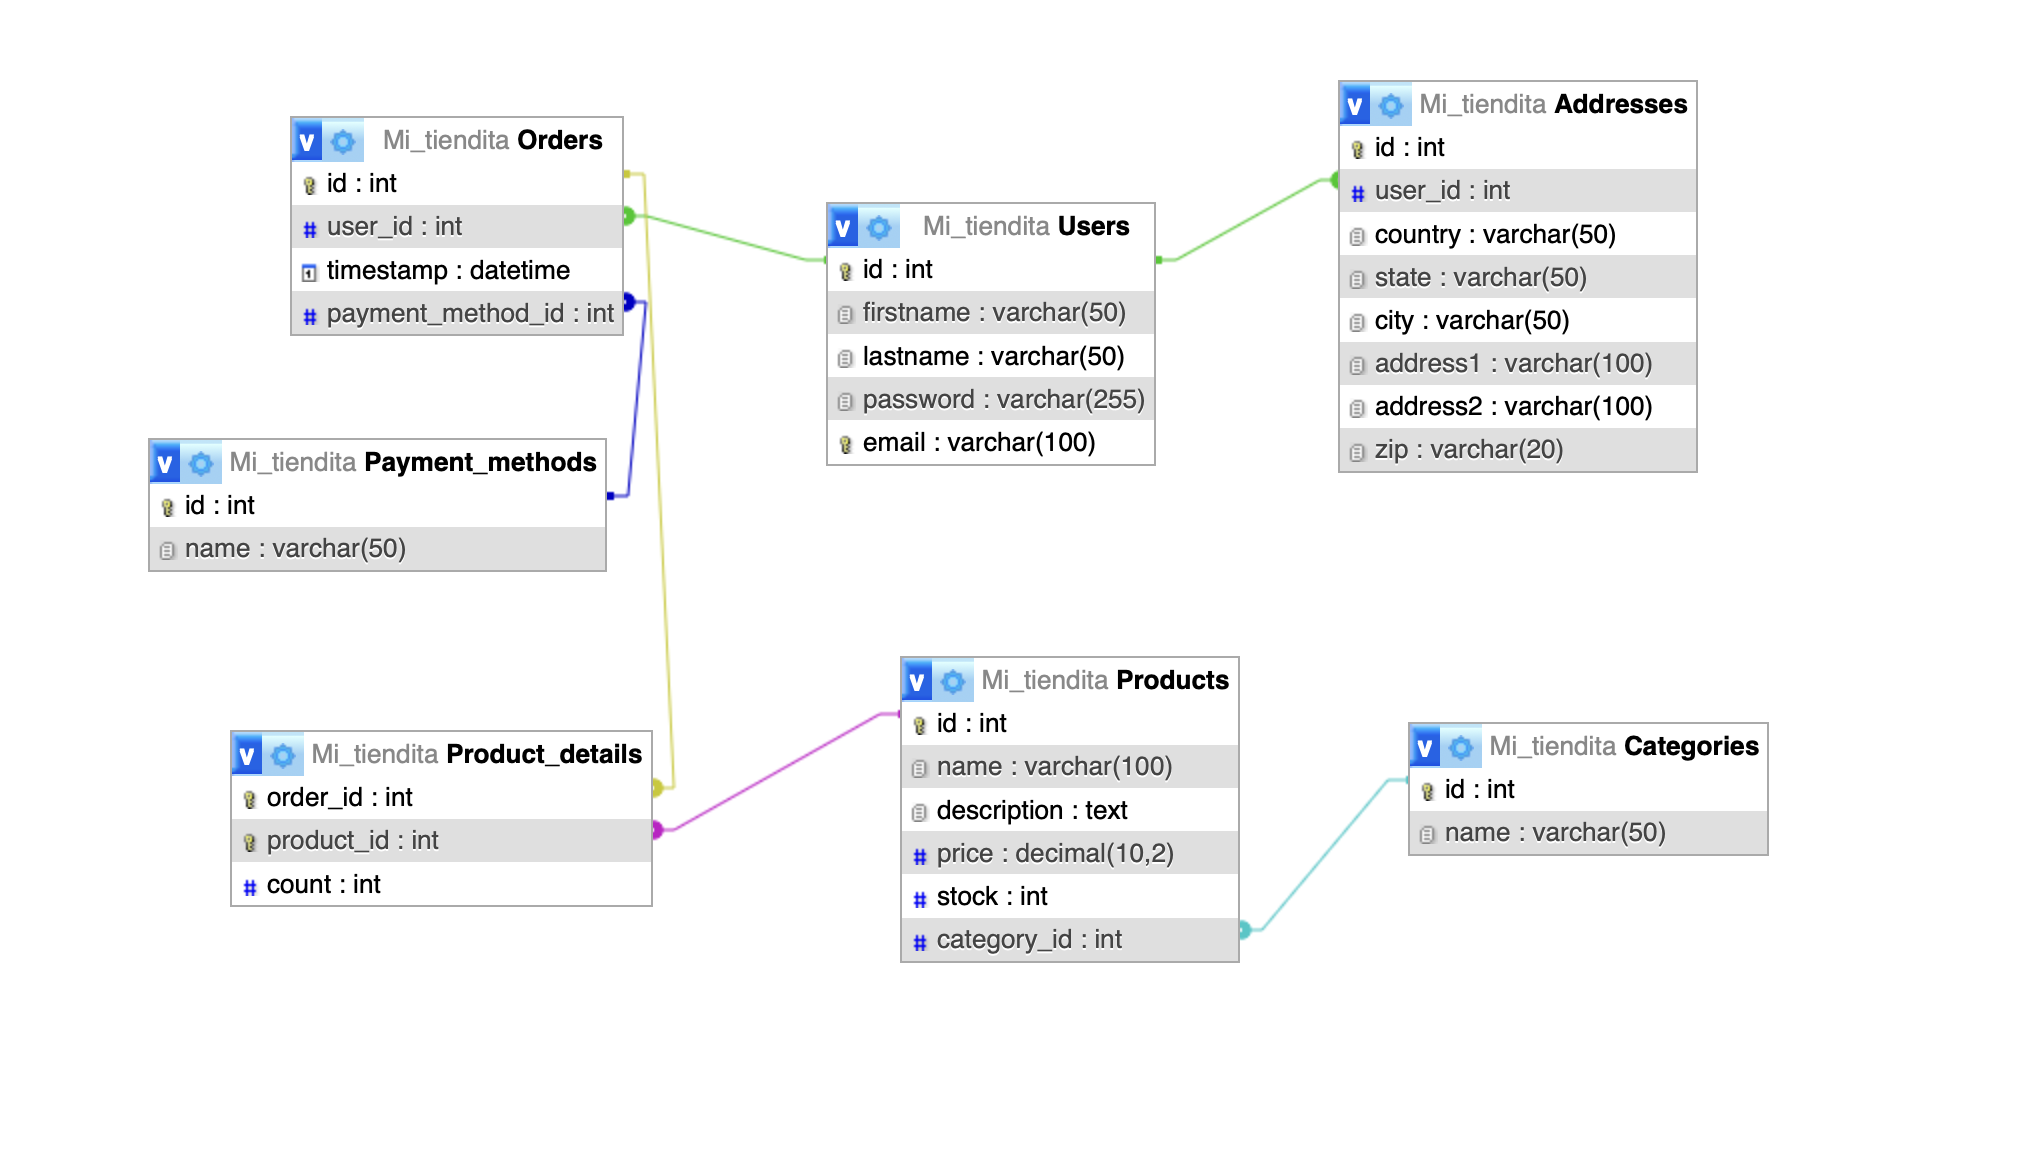 v Mi_tiendita Orders
id : int
# user_id : int
timestamp : datetime
# payment_method_id : int
v Mi_tiendita Users
id : int
firstname : varchar(50)
lastname : varchar(50)
password : varchar(255)
email : varchar(100)
v Mi_tiendita Addresses
id : int
# user_id : int
country : varchar(50)
state : varchar(50)
city : varchar(50)
address1 : varchar(100)
address2 : varchar(100)
zip : varchar(20)
v Mi_tiendita Payment_methods
id : int
name : varchar(50)
v Mi_tiendita Product_details
order_id : int
product_id : int
# count : int
v Mi_tiendita Products
id : int
name : varchar(100)
description : text
# price : decimal(10,2)
# stock : int
# category_id : int
v Mi_tiendita Categories
id : int
name : varchar(50)